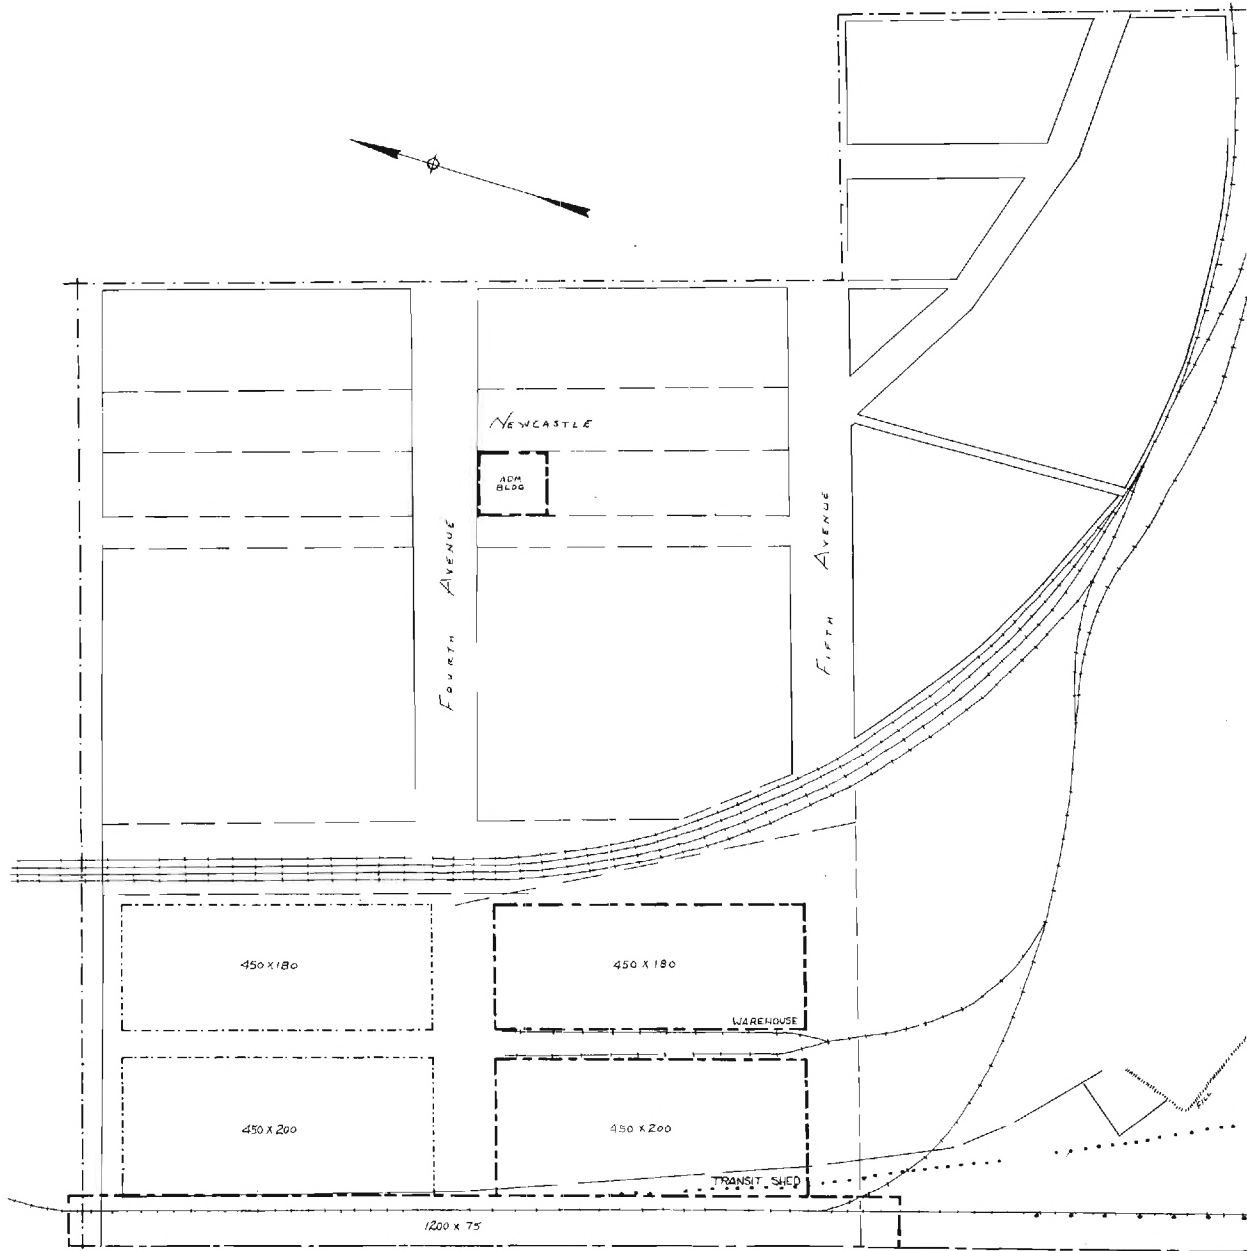 NEWCASTLE
ADM
BLDG
FOURTH AVENUE
FIFTH AVENUE
450 X 180
450 X 180
WAREHOUSE
450 X 200
450 X 200
FILL
TRANSIT SHED
1200 X 75